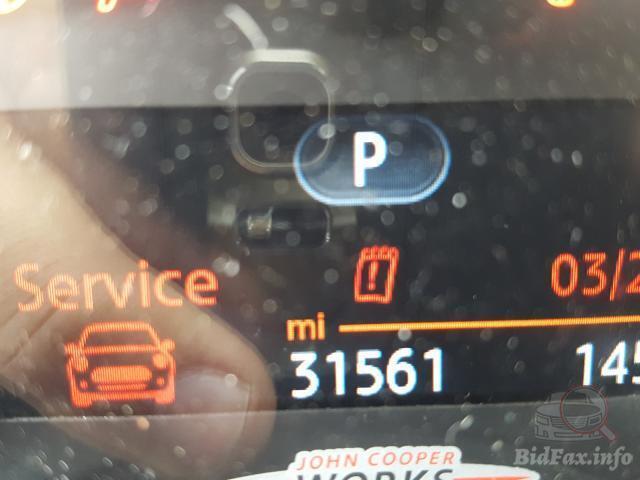 P
Service
03/2
mi
31561
145
JOHN COOPER
WORKS
BidFax.info